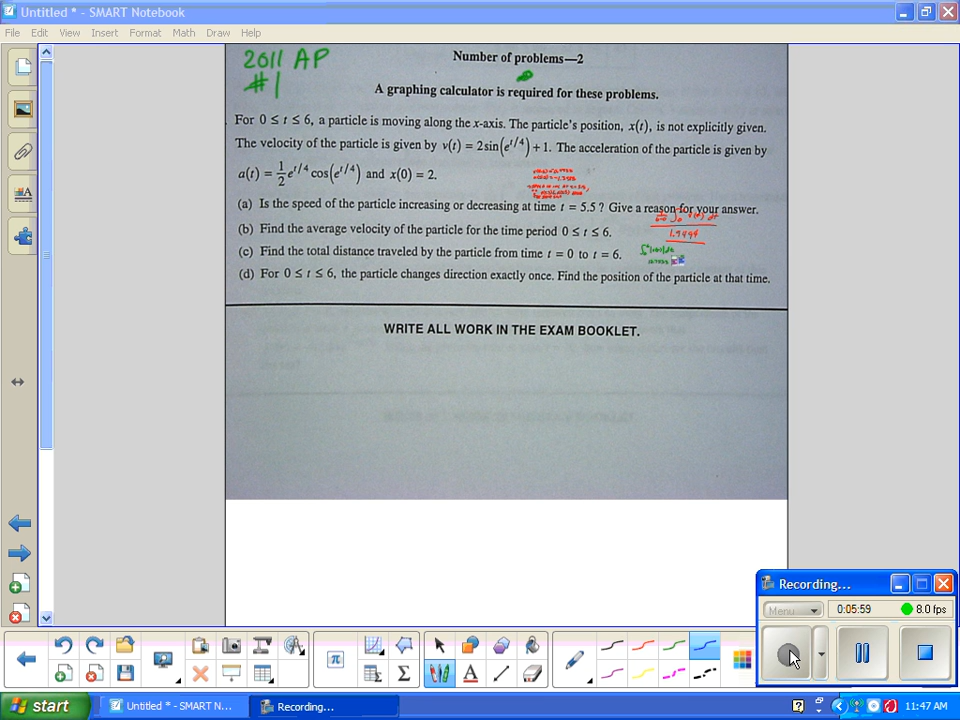 Untitled * - SMART Notebook
File Edit View Insert Format Math Draw Help
2011 AP
#1
Number of problems—2
A graphing calculator is required for these problems.
For 0 ≤ t ≤ 6, a particle is moving along the x-axis. The particle's position, x(t), is not explicitly given.
The velocity of the particle is given by v(t) = 2sin(e^{t/4}) + 1. The acceleration of the particle is given by
a(t) = 1/2 e^{t/4} cos(e^{t/4}) and x(0) = 2.
(a) Is the speed of the particle increasing or decreasing at time t = 5.5? Give a reason for your answer.
(b) Find the average velocity of the particle for the time period 0 ≤ t ≤ 6.
1.9494
(c) Find the total distance traveled by the particle from time t = 0 to t = 6.
(d) For 0 ≤ t ≤ 6, the particle changes direction exactly once. Find the position of the particle at that time.
WRITE ALL WORK IN THE EXAM BOOKLET.
Recording...
Menu
0:05:59
8.0 fps
start
Untitled * - SMART N...
Recording...
11:47 AM